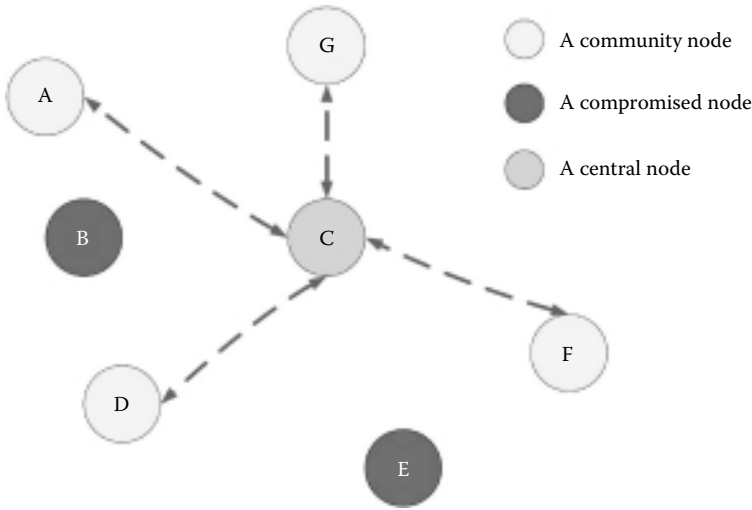 G
A community node
A
A compromised node
A central node
B
C
F
D
E